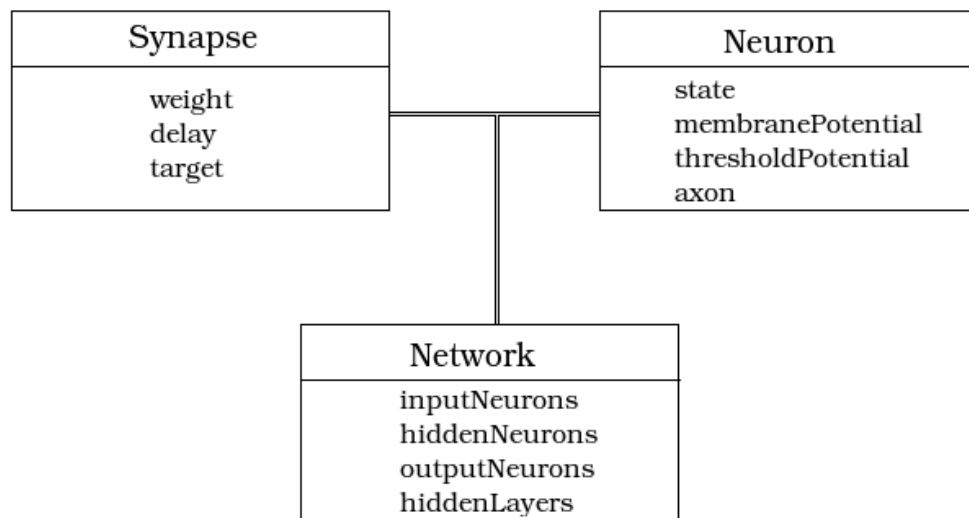 Synapse
weight
delay
target
Neuron
state
membranePotential
thresholdPotential
axon
Network
inputNeurons
hiddenNeurons
outputNeurons
hiddenLayers